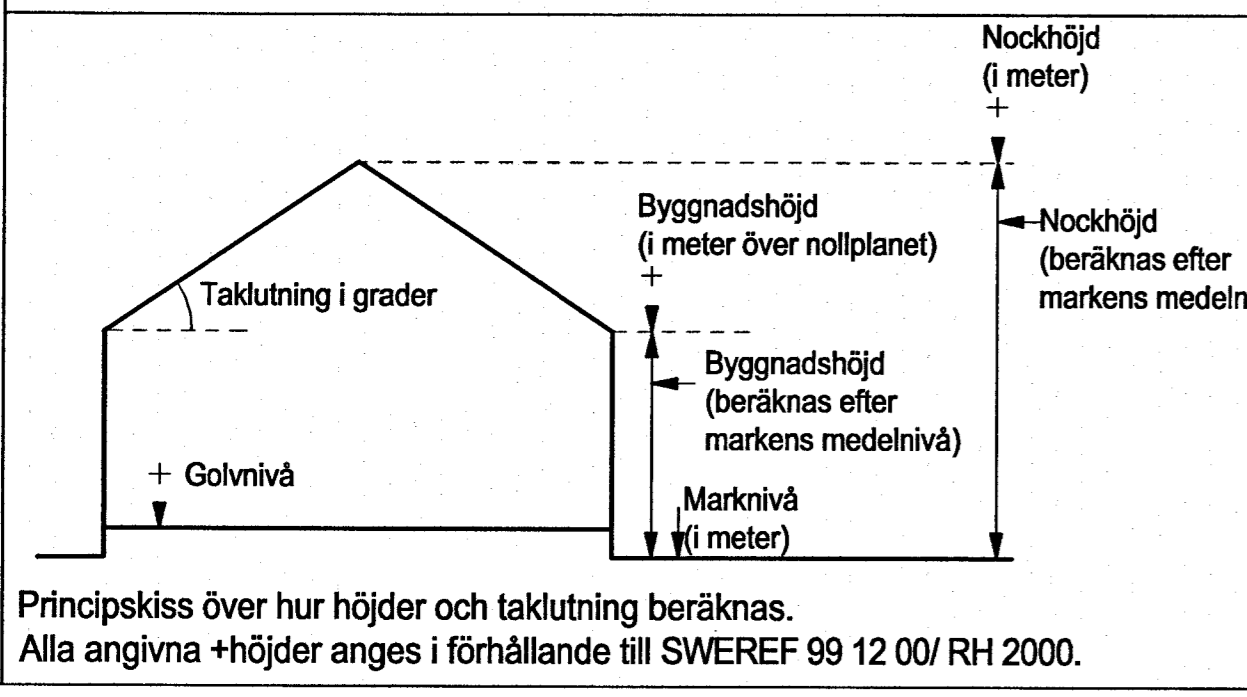 Nockhöjd
(i meter)
+
Byggnadshöjd
(i meter över nollplanet)
+
Nockhöjd
(beräknas efter
markens medeln
Taklutning i grader
Byggnadshöjd
(beräknas efter
markens medelnivå)
+ Golvnivå
Marknivå
(i meter)
Principskiss över hur höjder och taklutning beräknas.
Alla angivna +höjder anges i förhållande till SWEREF 99 12 00/ RH 2000.